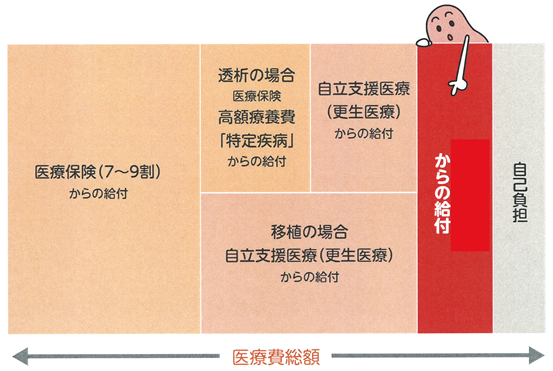 医療保険(7〜9割)
からの給付
透析の場合
医療保険
高額療養費
「特定疾病」
からの給付
自立支援医療
(更生医療)
からの給付
移植の場合
自立支援医療(更生医療)
からの給付
からの給付
自己負担
医療費総額